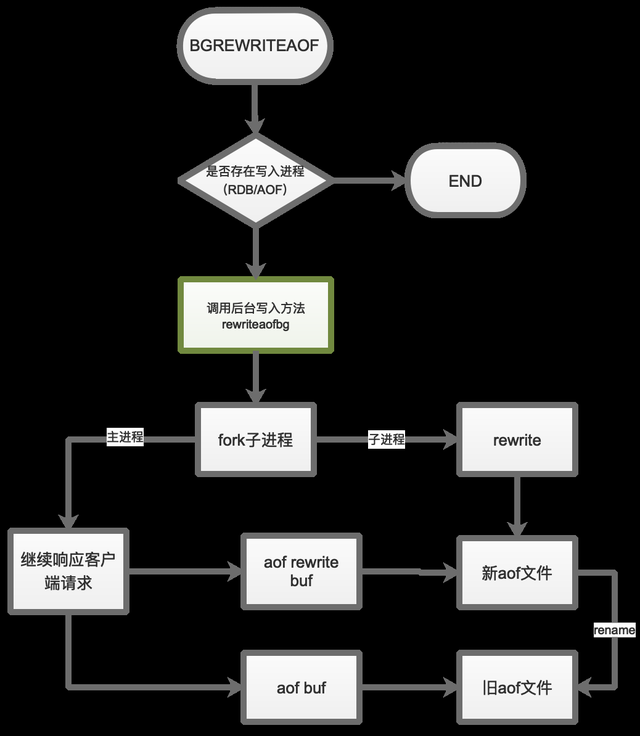 BGREWRITEAOF
是否存在写入进程
（RDB/AOF）
END
调用后台写入方法
rewriteaofbg
主进程
fork子进程
子进程
rewrite
继续响应客户
端请求
aof rewrite
buf
新aof文件
rename
aof buf
旧aof文件